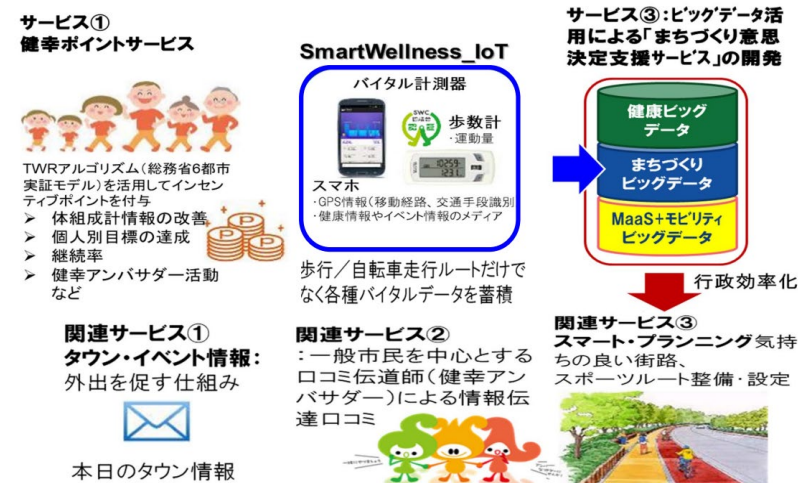 サービス①
健幸ポイントサービス
TWRアルゴリズム（総務省6都市
実証モデル）を活用してインセン
ティブポイントを付与
➢ 体組成計情報の改善
➢ 個人別目標の達成
➢ 継続率
➢ 健幸アンバサダー活動
など
P
P
P
関連サービス①
タウン・イベント情報：
外出を促す仕組み
本日のタウン情報
SmartWellness_IoT
バイタル計測器
SWC
歩数計
・運動量
10259
1231
スマホ
・GPS情報（移動経路、交通手段識別
・健康情報やイベント情報のメディア
歩行／自転車走行ルートだけで
なく各種バイタルデータを蓄積
関連サービス②
：一般市民を中心とする
口コミ伝道師（健幸アン
バサダー）による情報伝
達口コミ
サービス③：ビッグデータ活
用による「まちづくり意思
決定支援サービス」の開発
健康ビッグ
データ
まちづくり
ビッグデータ
MaaS+モビリティ
ビッグデータ
行政効率化
関連サービス③
スマート・プランニング気持
ちの良い街路、
スポーツルート整備・設定